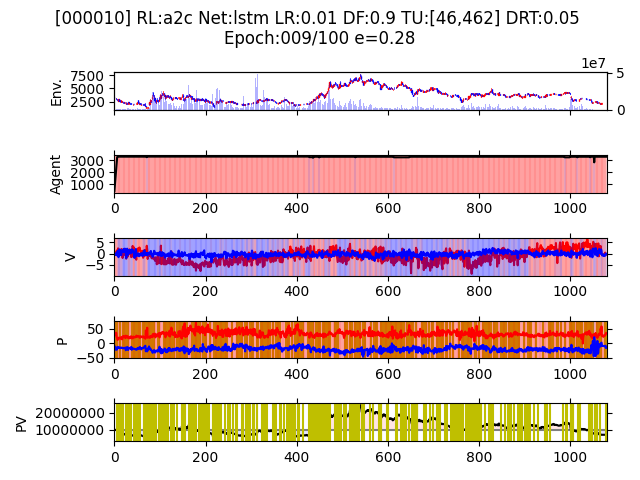 [000010] RL:a2c Net:lstm LR:0.01 DF:0.9 TU:[46,462] DRT:0.05
Epoch:009/100 e=0.28
1e7
Env.
7500
5000
2500
5
0
Agent
3000
2000
1000
0 200 400 600 800 1000
V
5
0
−5
0 200 400 600 800 1000
P
50
0
−50
0 200 400 600 800 1000
PV
20000000
10000000
0 200 400 600 800 1000